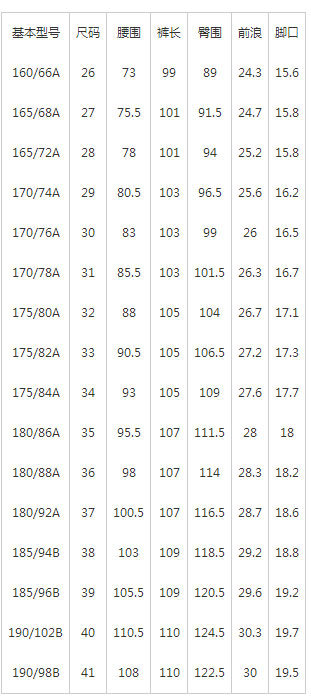 基本型号 尺码 腰围 裤长 臀围 前浪 脚口
160/66A 26 73 99 89 24.3 15.6
165/68A 27 75.5 101 91.5 24.7 15.8
165/72A 28 78 101 94 25.2 15.8
170/74A 29 80.5 103 96.5 25.6 16.2
170/76A 30 83 103 99 26 16.5
170/78A 31 85.5 103 101.5 26.3 16.7
175/80A 32 88 105 104 26.7 17.1
175/82A 33 90.5 105 106.5 27.2 17.3
175/84A 34 93 105 109 27.6 17.7
180/86A 35 95.5 107 111.5 28 18
180/88A 36 98 107 114 28.3 18.2
180/92A 37 100.5 107 116.5 28.7 18.6
185/94B 38 103 109 118.5 29.2 18.8
185/96B 39 105.5 109 120.5 29.6 19.2
190/102B 40 110.5 110 124.5 30.3 19.7
190/98B 41 108 110 122.5 30 19.5